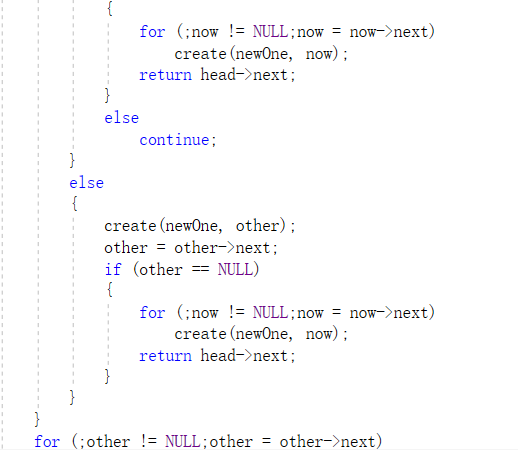 {
for (;now != NULL;now = now->next)
create(newOne, now);
return head->next;
}
else
continue;
}
else
{
create(newOne, other);
other = other->next;
if (other == NULL)
{
for (;now != NULL;now = now->next)
create(newOne, now);
return head->next;
}
}
}
for (;other != NULL;other = other->next)